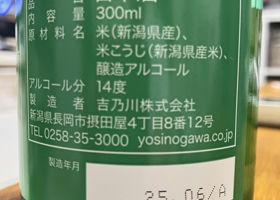 内容量 300ml
原材料名 米(新潟県産)、
米こうじ(新潟県産米)、
醸造アルコール
アルコール分 14度
製造者 吉乃川株式会社
新潟県長岡市摂田屋4丁目8番12号
TEL 0258-35-3000 yosinogawa.co.jp
製造年月
25.06/A